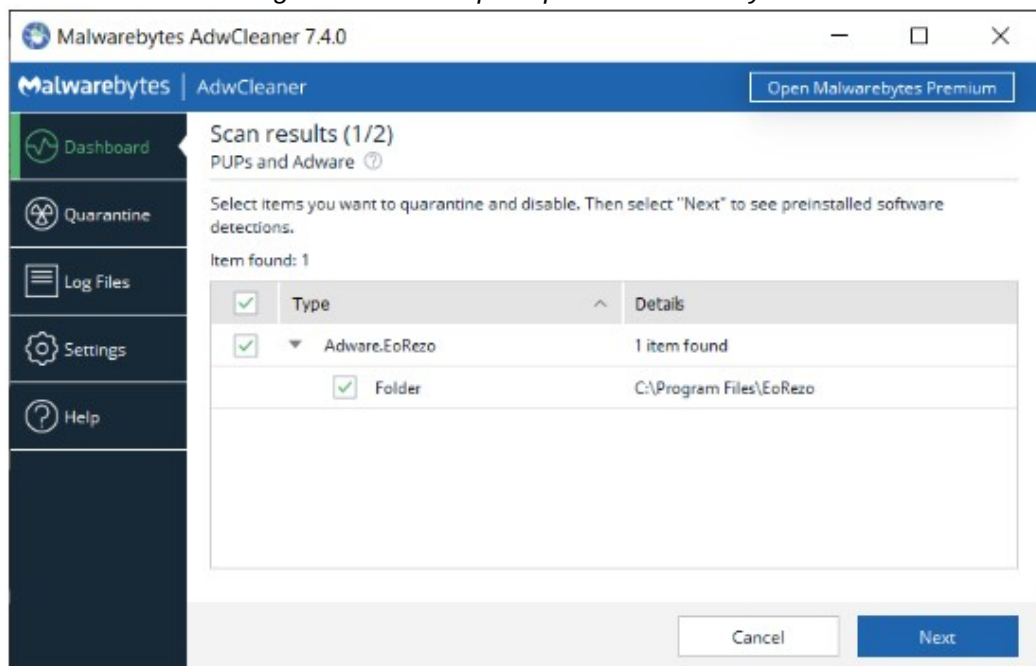 Malwarebytes AdwCleaner 7.4.0
Malwarebytes | AdwCleaner
Open Malwarebytes Premium
Dashboard
Quarantine
Log Files
Settings
Help
Scan results (1/2)
PUPs and Adware
Select items you want to quarantine and disable. Then select "Next" to see preinstalled software
detections.
Item found: 1
Type Details
Adware.EoRezo 1 item found
Folder C:\Program Files\EoRezo
Cancel Next